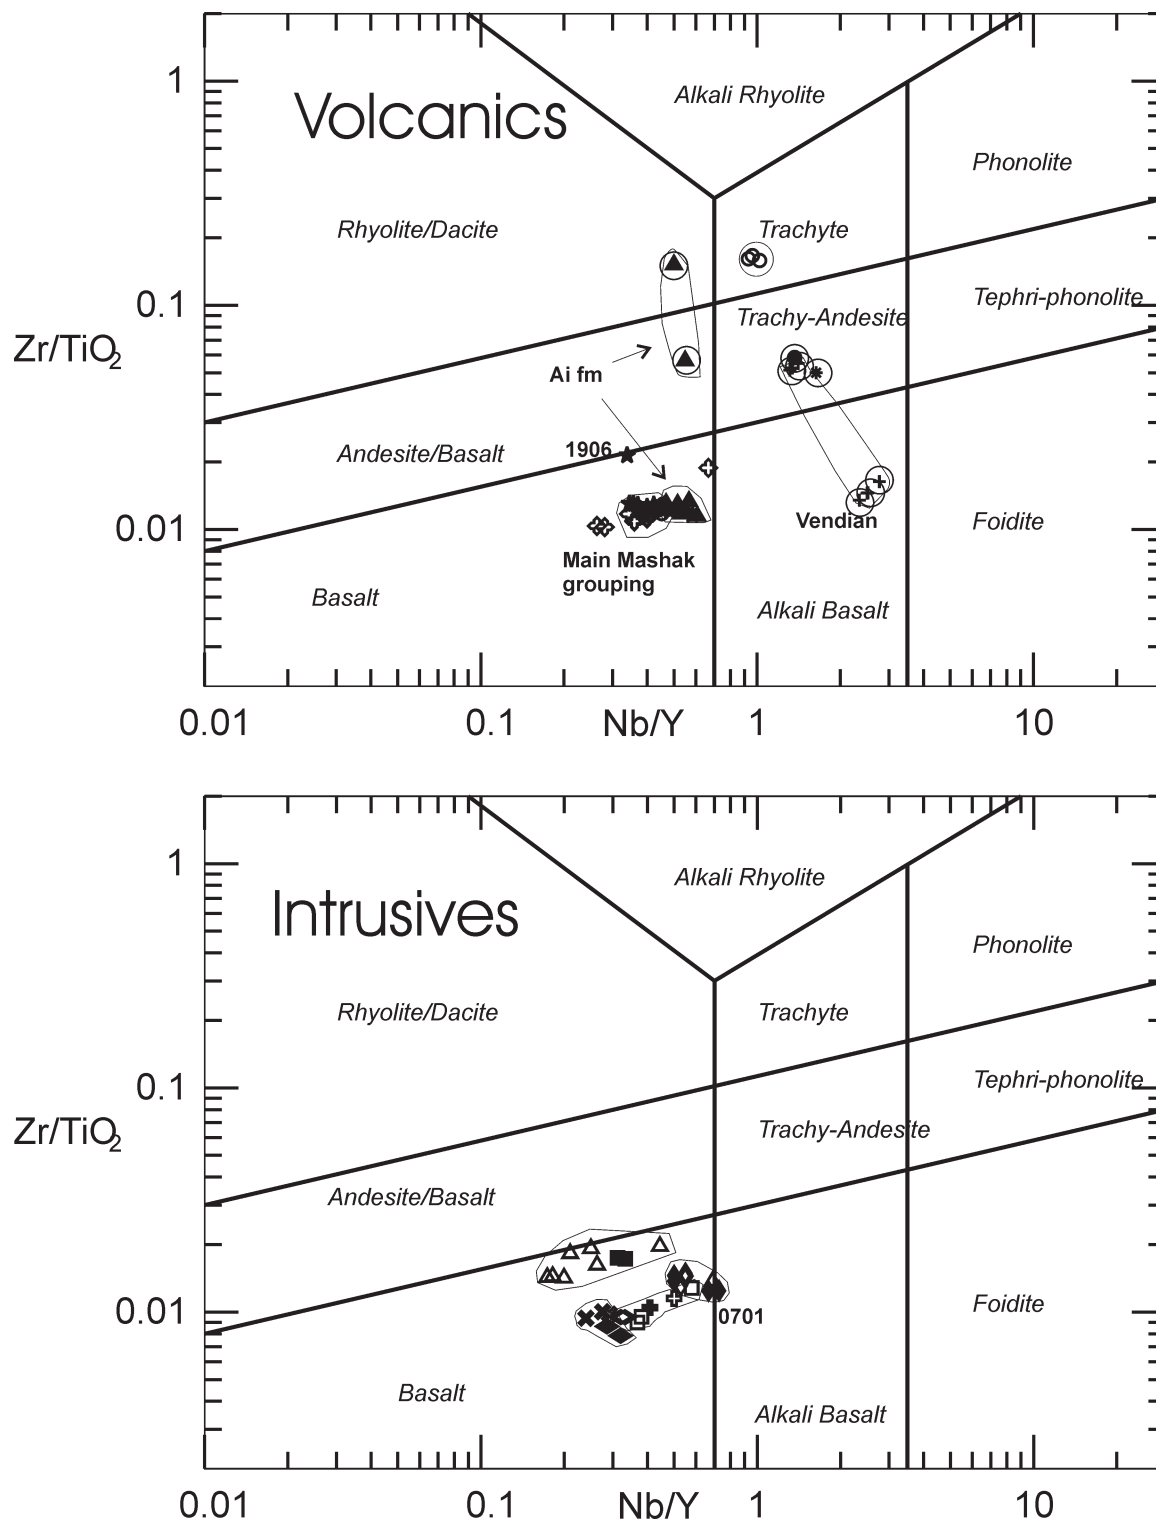 Volcanics
Alkali Rhyolite
Phonolite
Rhyolite/Dacite
Trachyte
Tephri-phonolite
Trachy-Andesite
Ai fm
1906
Andesite/Basalt
Vendian
Foidite
Main Mashak
grouping
Basalt
Alkali Basalt
1
0.1
Zr/TiO2
0.01
0.01
0.1
Nb/Y
1
10
Intrusives
Alkali Rhyolite
Phonolite
Rhyolite/Dacite
Trachyte
Tephri-phonolite
Trachy-Andesite
Andesite/Basalt
Foidite
0701
Basalt
Alkali Basalt
1
0.1
Zr/TiO2
0.01
0.01
0.1
Nb/Y
1
10